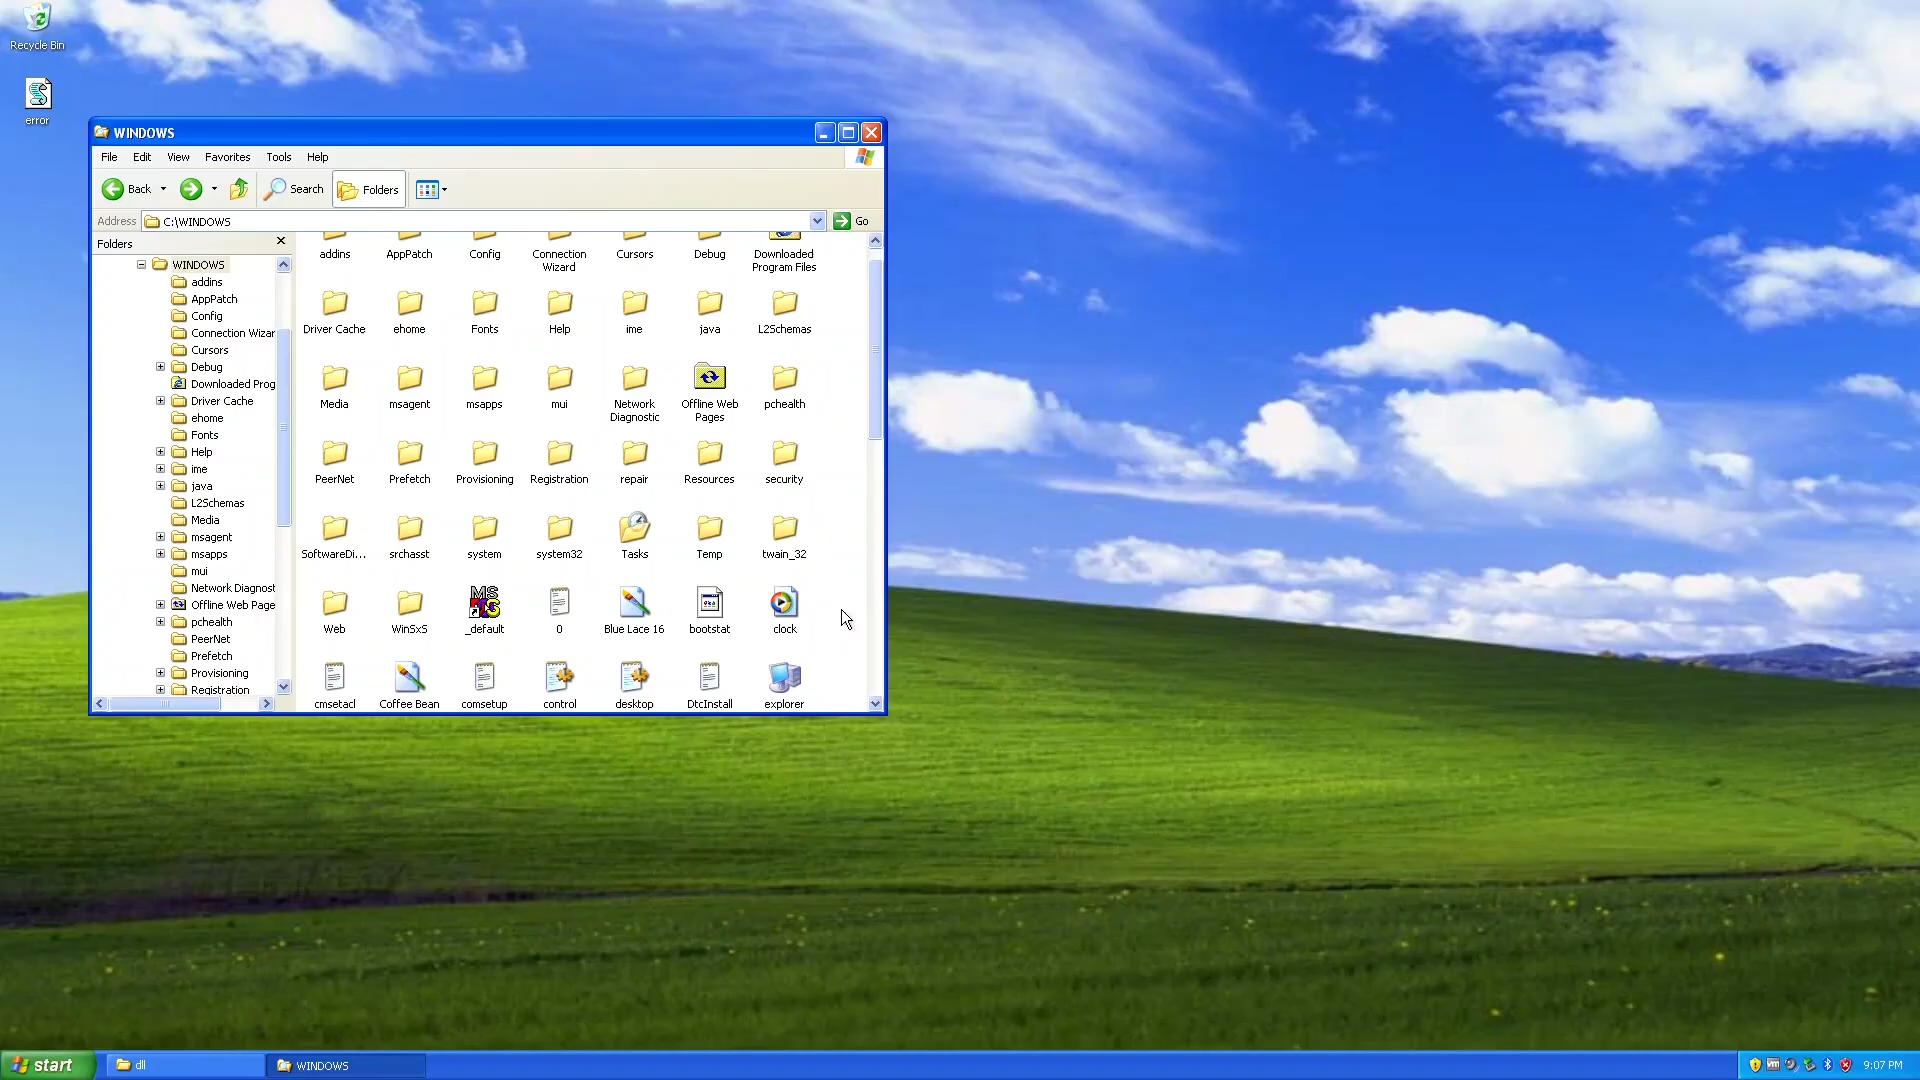 Recycle Bin
error
WINDOWS
File Edit View Favorites Tools Help
Back Search Folders
Address C:\WINDOWS Go
Folders
WINDOWS
addins
AppPatch
Config
Connection Wizar
Cursors
Debug
Downloaded Prog
Driver Cache
ehome
Fonts
Help
ime
java
L2Schemas
Media
msagent
msapps
mui
Network Diagnost
Offline Web Page
pchealth
PeerNet
Prefetch
Provisioning
Registration
addins AppPatch Config Connection Wizard Cursors Debug Downloaded Program Files
Driver Cache ehome Fonts Help ime java L2Schemas
Media msagent msapps mui Network Diagnostic Offline Web Pages pchealth
PeerNet Prefetch Provisioning Registration repair Resources security
SoftwareDi... srchasst system system32 Tasks Temp twain_32
Web WinSxS _default 0 Blue Lace 16 bootstat clock
cmsetacl Coffee Bean comsetup control desktop DtcInstall explorer
start dll WINDOWS 9:07 PM